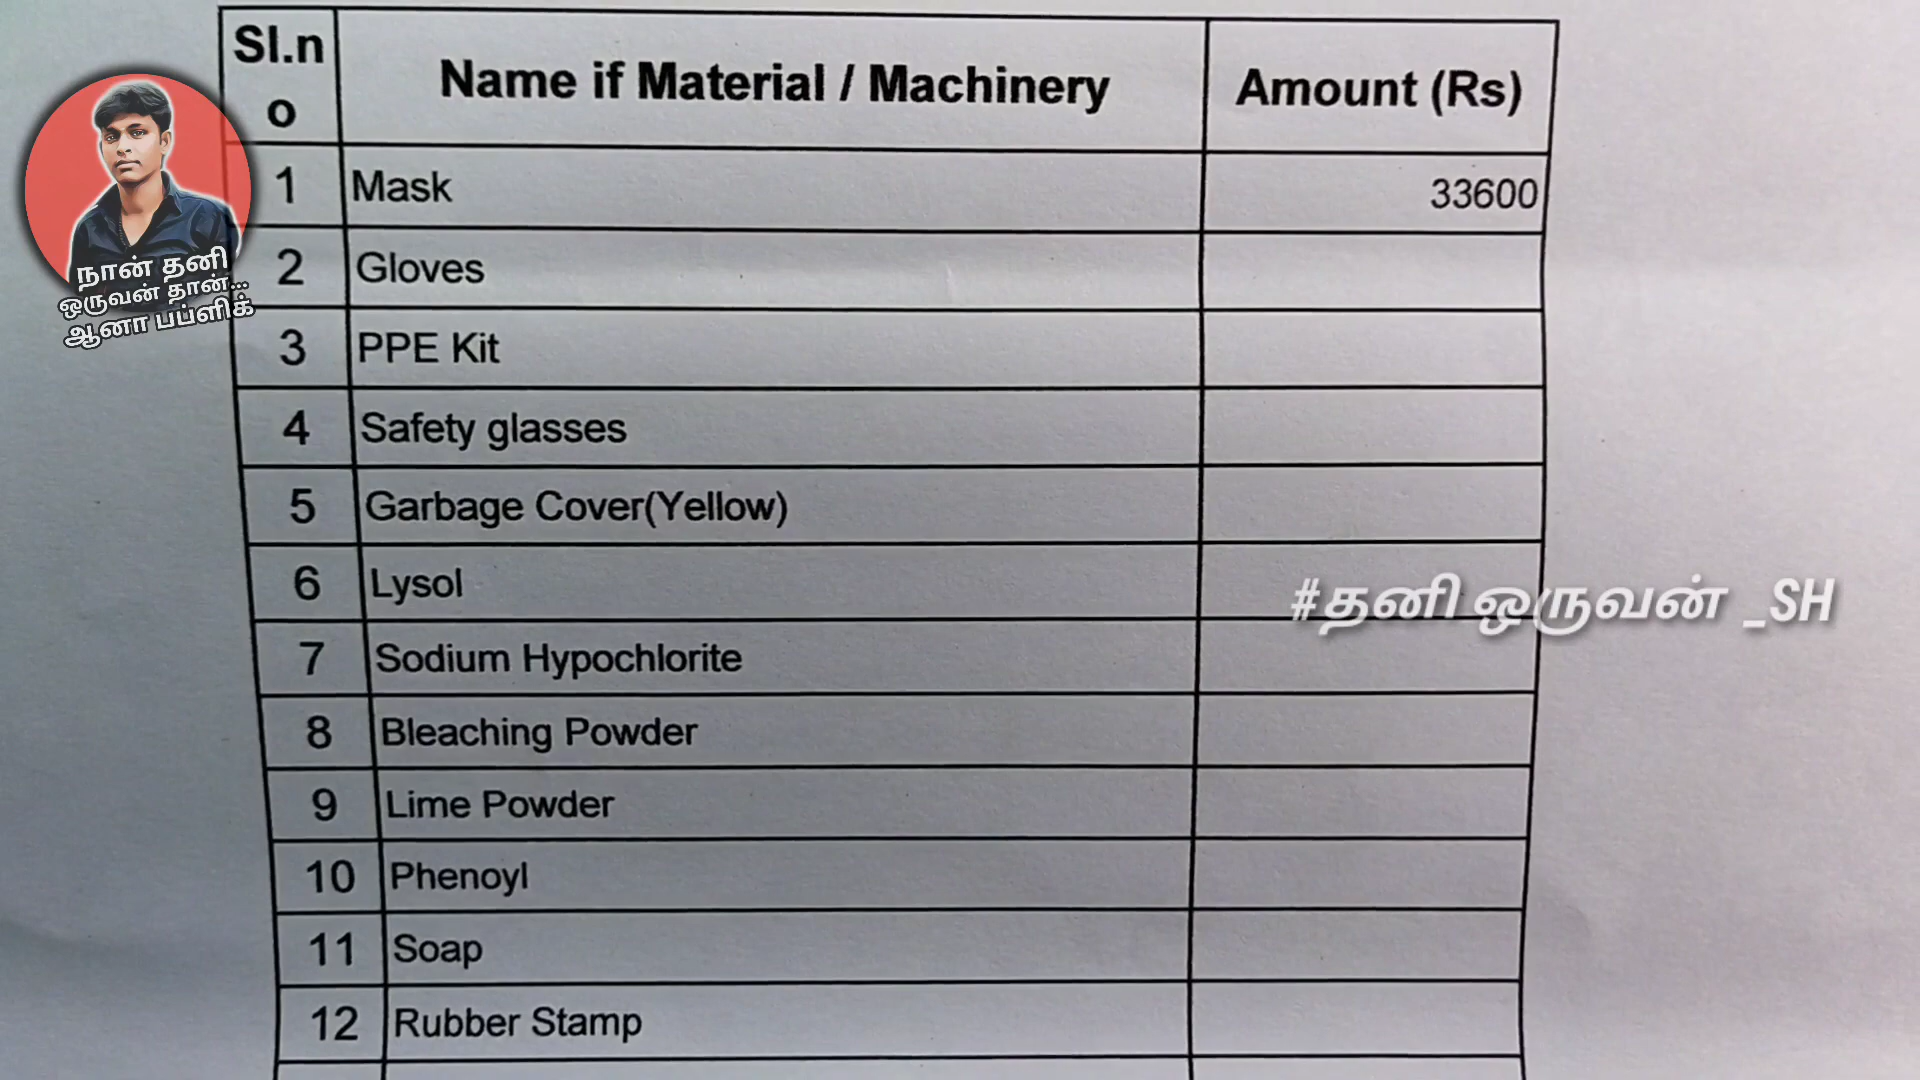 Sl.n
o
Name if Material / Machinery
Amount (Rs)
1 Mask 33600
2 Gloves
3 PPE Kit
4 Safety glasses
5 Garbage Cover(Yellow)
6 Lysol
7 Sodium Hypochlorite
8 Bleaching Powder
9 Lime Powder
10 Phenoyl
11 Soap
12 Rubber Stamp
நான் தனி
ஒருவன் தான்...
ஆனா பப்ளிக்
#தனி ஒருவன் _SH